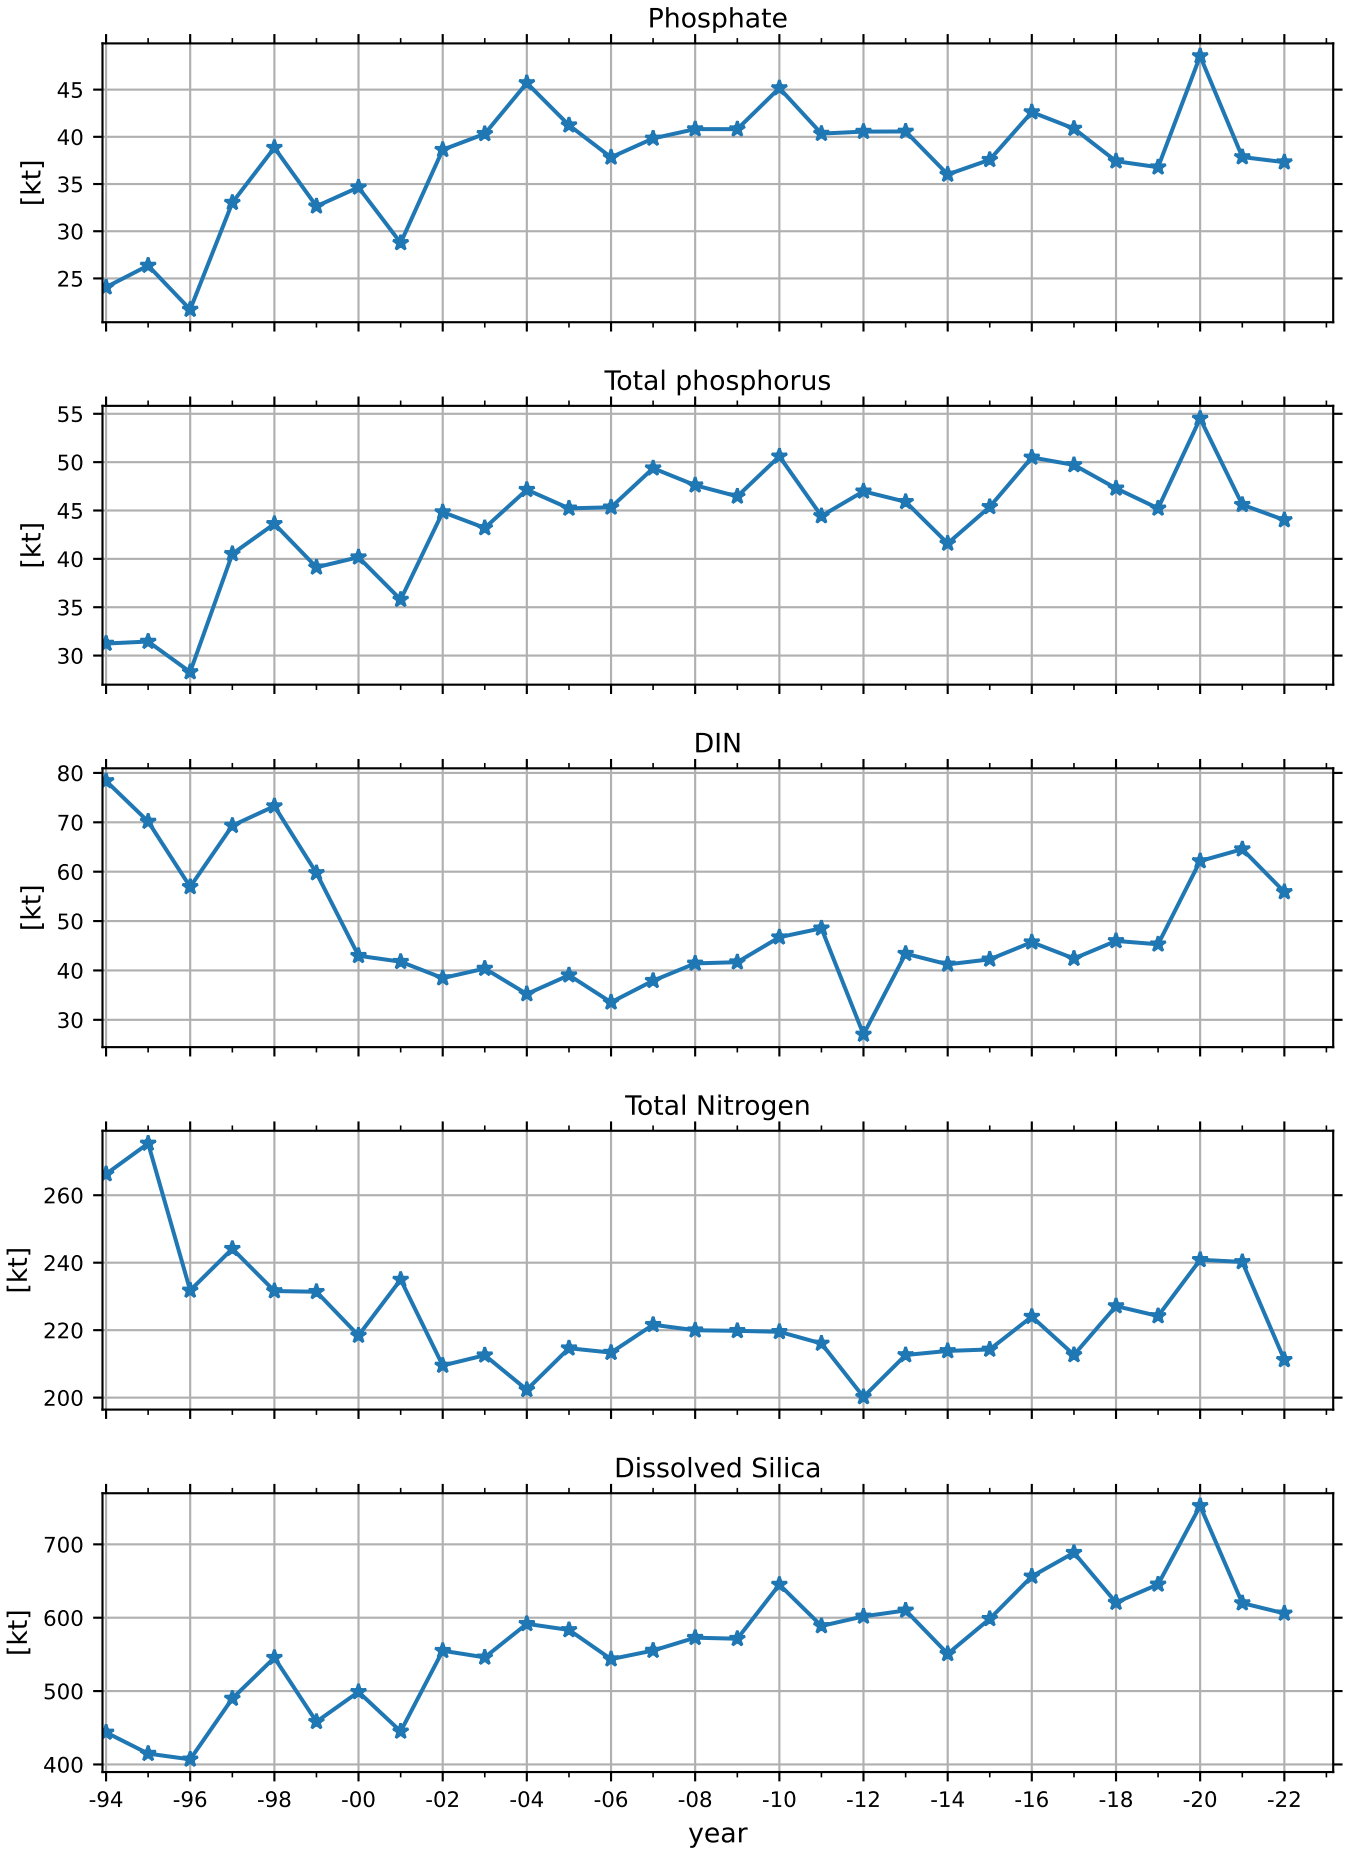 Phosphate
45
40
35
30
25
[kt]
Total phosphorus
55
50
45
40
35
30
[kt]
DIN
80
70
60
50
40
30
[kt]
Total Nitrogen
260
240
220
200
[kt]
Dissolved Silica
700
600
500
400
[kt]
-94 -96 -98 -00 -02 -04 -06 -08 -10 -12 -14 -16 -18 -20 -22
year